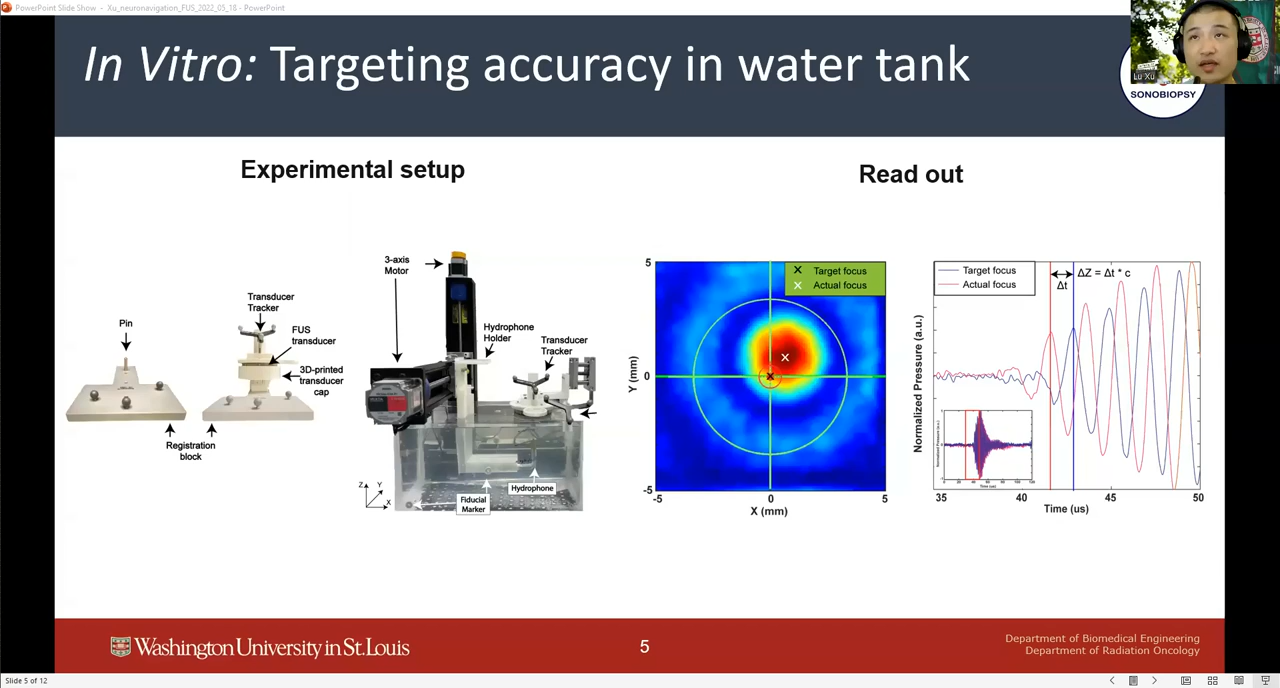 PowerPoint Slide Show - Xu_neuronavigation_FUS_2022_05_18 - PowerPoint
In Vitro: Targeting accuracy in water tank
Lu Xu
SONOBIOPSY
Experimental setup
Read out
Pin
Transducer
Tracker
FUS
transducer
3D-printed
transducer
cap
Registration
block
3-axis
Motor
Hydrophone
Holder
Transducer
Tracker
Hydrophone
Fiducial
Marker
Z
Y
X
X Target focus
X Actual focus
5
0
-5
Y (mm)
-5
0
5
X (mm)
Target focus
Actual focus
ΔZ = Δt * c
Δt
Normalized Pressure (a.u.)
35
40
45
50
Time (us)
Washington University in St. Louis
5
Department of Biomedical Engineering
Department of Radiation Oncology
Slide 5 of 12